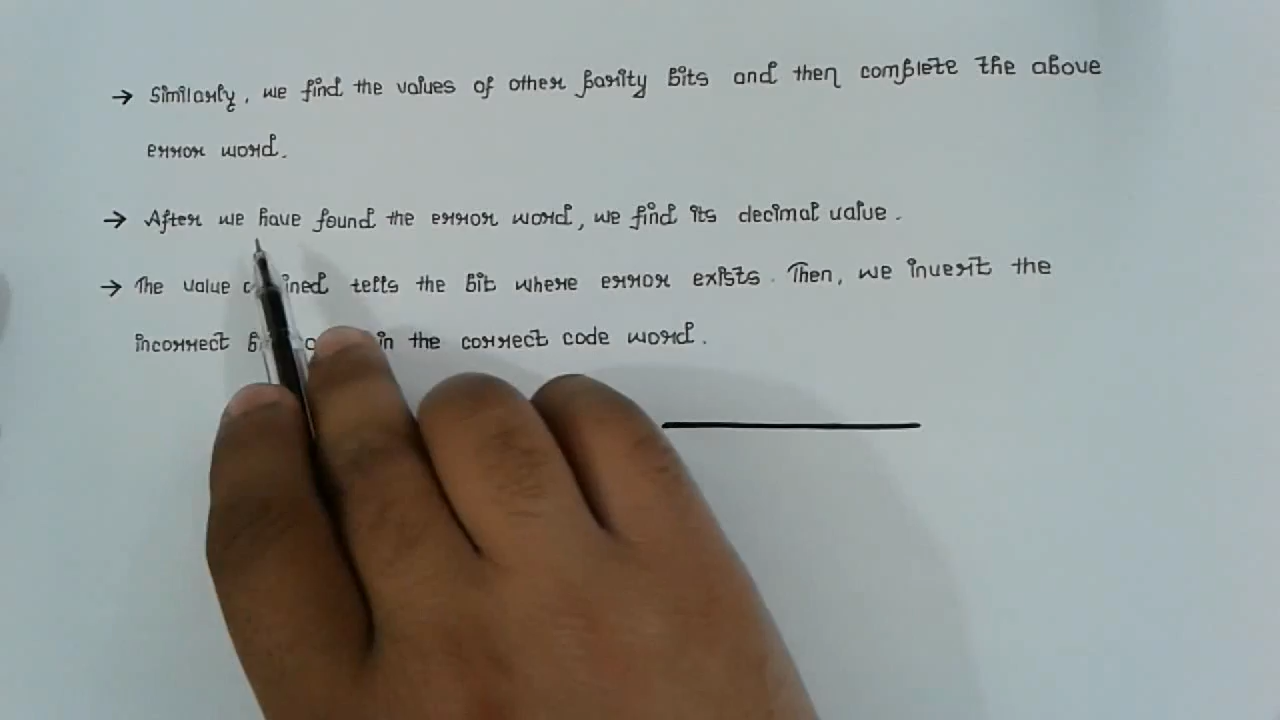 → Similarly, we find the values of other parity bits and then complete the above
error word.
→ After we have found the error word, we find its decimal value.
→ The value tells the bit where error exists. Then, we invert the
incorrect in the correct code word.